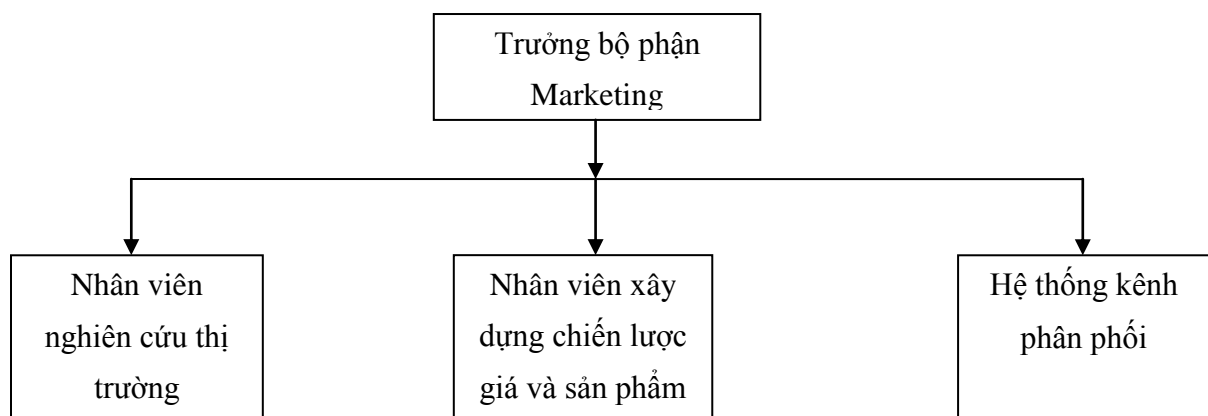 Trưởng bộ phận
Marketing
Nhân viên
nghiên cứu thị
trường
Nhân viên xây
dựng chiến lược
giá và sản phẩm
Hệ thống kênh
phân phối